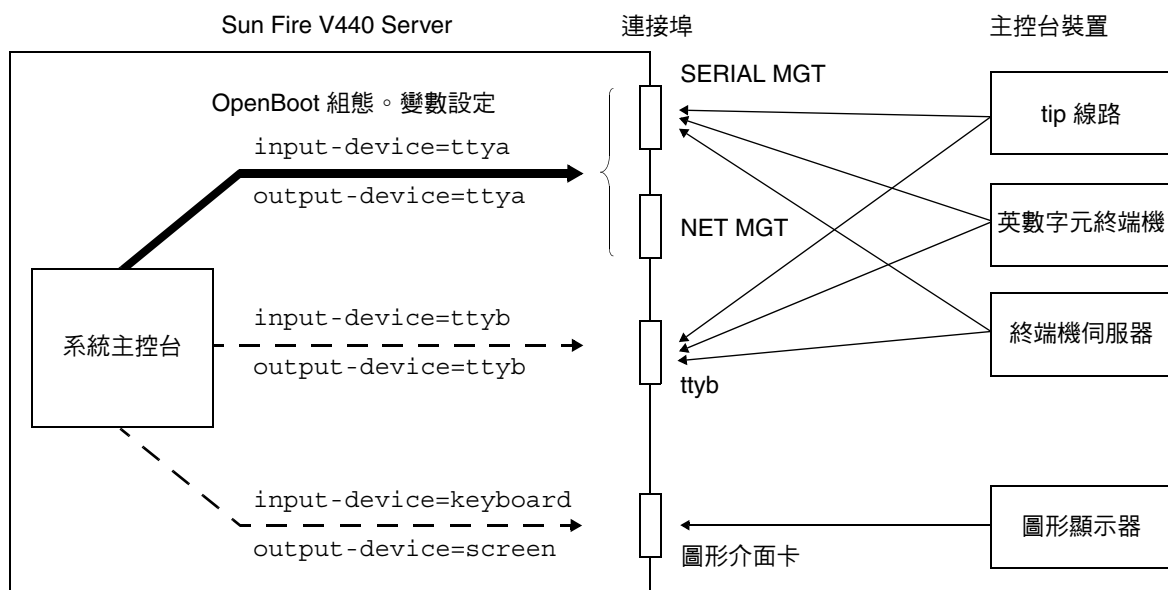 Sun Fire V440 Server
連接埠
主控台裝置
SERIAL MGT
OpenBoot 組態。變數設定
tip 線路
input-device=ttya
output-device=ttya
NET MGT
英數字元終端機
input-device=ttyb
系統主控台
終端機伺服器
output-device=ttyb
ttyb
input-device=keyboard
圖形顯示器
output-device=screen
圖形介面卡